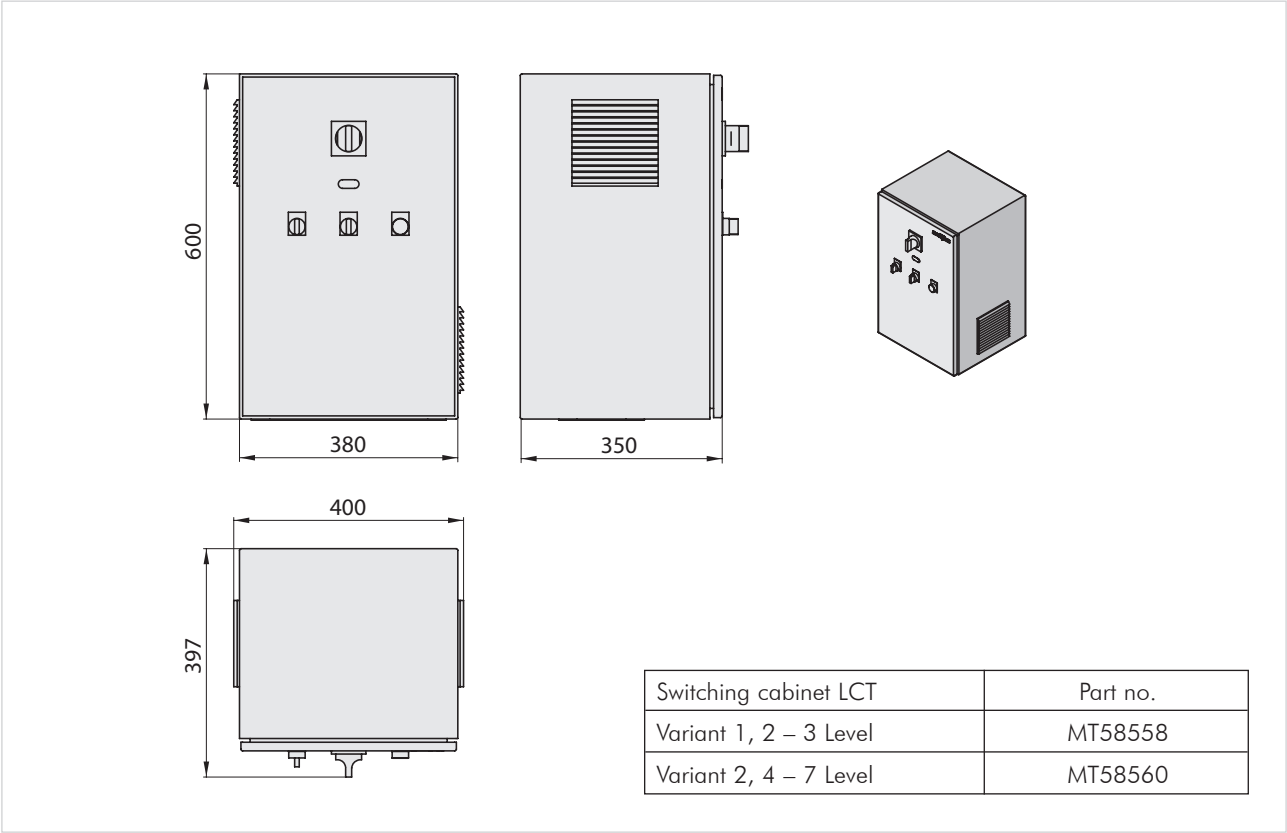 600
380
350
400
397
Switching cabinet LCT Part no.
Variant 1, 2 – 3 Level MT58558
Variant 2, 4 – 7 Level MT58560